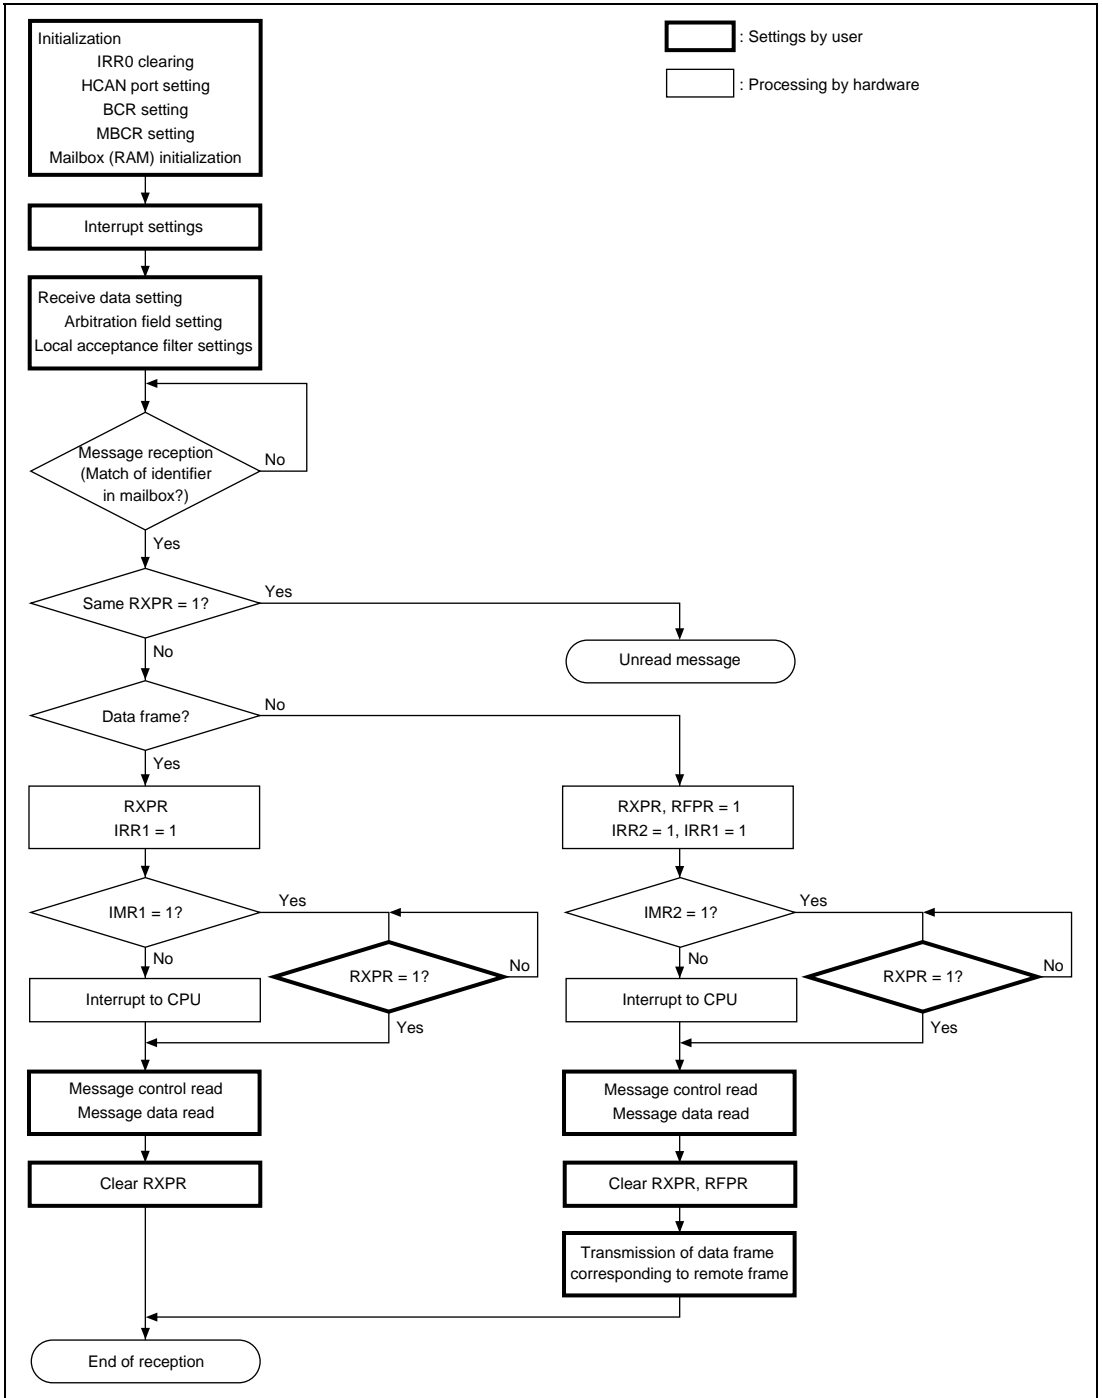 Initialization
IRR0 clearing
HCAN port setting
BCR setting
MBCR setting
Mailbox (RAM) initialization
: Settings by user
: Processing by hardware
Interrupt settings
Receive data setting
Arbitration field setting
Local acceptance filter settings
Message reception
(Match of identifier
in mailbox?)
No
Yes
Same RXPR = 1?
Yes
No
Unread message
Data frame?
No
Yes
RXPR
IRR1 = 1
RXPR, RFPR = 1
IRR2 = 1, IRR1 = 1
IMR1 = 1?
Yes
No
RXPR = 1?
No
Yes
Interrupt to CPU
IMR2 = 1?
Yes
No
RXPR = 1?
No
Yes
Interrupt to CPU
Message control read
Message data read
Message control read
Message data read
Clear RXPR
Clear RXPR, RFPR
Transmission of data frame
corresponding to remote frame
End of reception